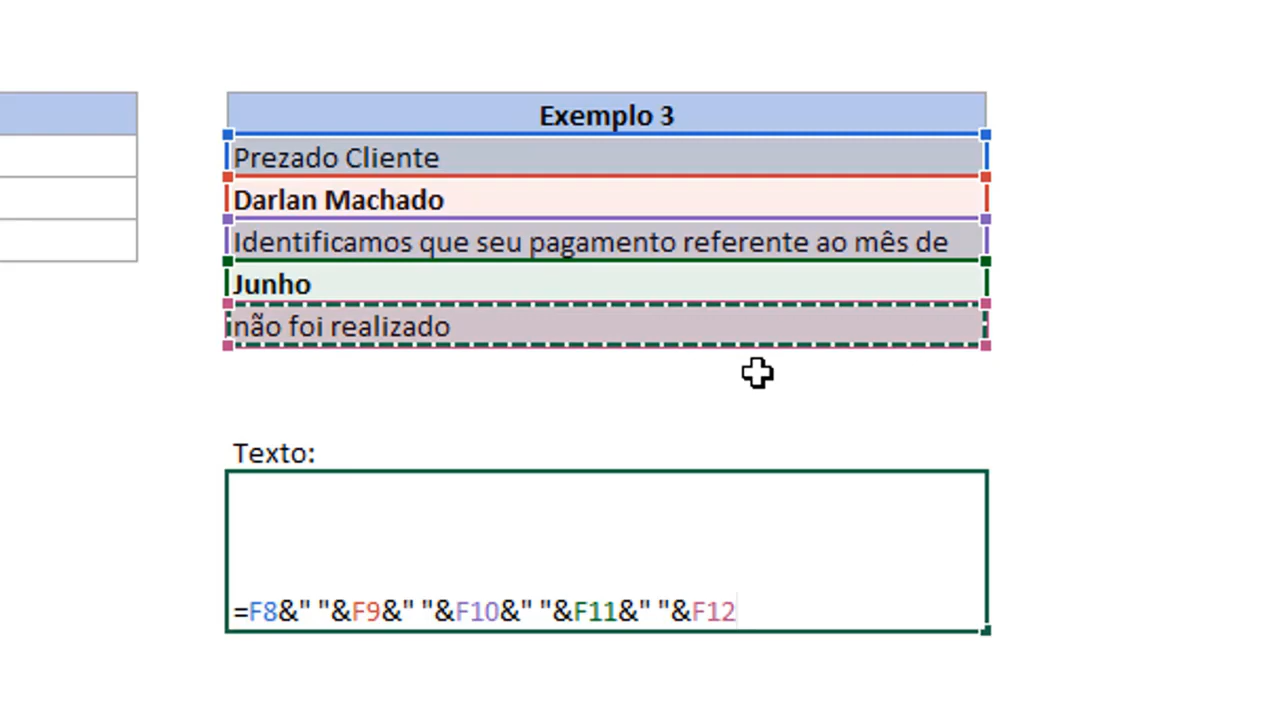 Exemplo 3
Prezado Cliente
Darlan Machado
Identificamos que seu pagamento referente ao mês de
Junho
não foi realizado
Texto:
=F8&" "&F9&" "&F10&" "&F11&" "&F12